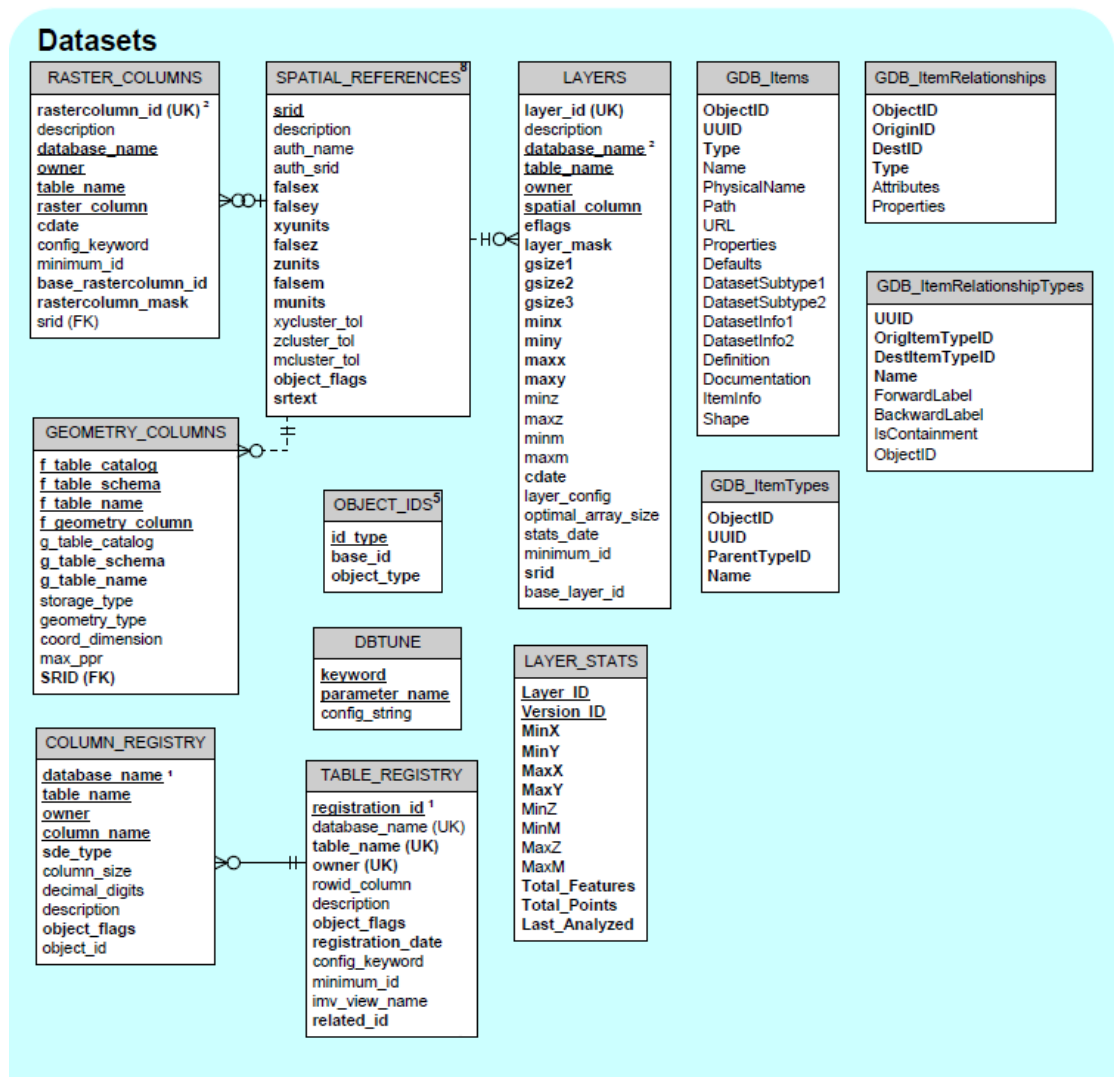 Datasets
RASTER_COLUMNS
rastercolumn_id (UK) ²
description
database_name
owner
table_name
raster_column
cdate
config_keyword
minimum_id
base_rastercolumn_id
rastercolumn_mask
srid (FK)
SPATIAL_REFERENCES⁸
srid
description
auth_name
auth_srid
falsex
falsey
xyunits
falsez
zunits
falsem
munits
xycluster_tol
zcluster_tol
mcluster_tol
object_flags
srtext
LAYERS
layer_id (UK)
description
database_name ²
table_name
owner
spatial_column
eflags
layer_mask
gsize1
gsize2
gsize3
minx
miny
maxx
maxy
minz
maxz
minm
maxm
cdate
layer_config
optimal_array_size
stats_date
minimum_id
srid
base_layer_id
GDB_Items
ObjectID
UUID
Type
Name
PhysicalName
Path
URL
Properties
Defaults
DatasetSubtype1
DatasetSubtype2
DatasetInfo1
DatasetInfo2
Definition
Documentation
ItemInfo
Shape
GDB_ItemRelationships
ObjectID
OriginID
DestID
Type
Attributes
Properties
GDB_ItemRelationshipTypes
UUID
OrigItemTypeID
DestItemTypeID
Name
ForwardLabel
BackwardLabel
IsContainment
ObjectID
GEOMETRY_COLUMNS
f_table_catalog
f_table_schema
f_table_name
f_geometry_column
g_table_catalog
g_table_schema
g_table_name
storage_type
geometry_type
coord_dimension
max_ppr
SRID (FK)
OBJECT_IDS⁵
id_type
base_id
object_type
GDB_ItemTypes
ObjectID
UUID
ParentTypeID
Name
DBTUNE
keyword
parameter_name
config_string
LAYER_STATS
Layer_ID
Version_ID
MinX
MinY
MaxX
MaxY
MinZ
MinM
MaxZ
MaxM
Total_Features
Total_Points
Last_Analyzed
COLUMN_REGISTRY
database_name ¹
table_name
owner
column_name
sde_type
column_size
decimal_digits
description
object_flags
object_id
TABLE_REGISTRY
registration_id ¹
database_name (UK)
table_name (UK)
owner (UK)
rowid_column
description
object_flags
registration_date
config_keyword
minimum_id
imv_view_name
related_id